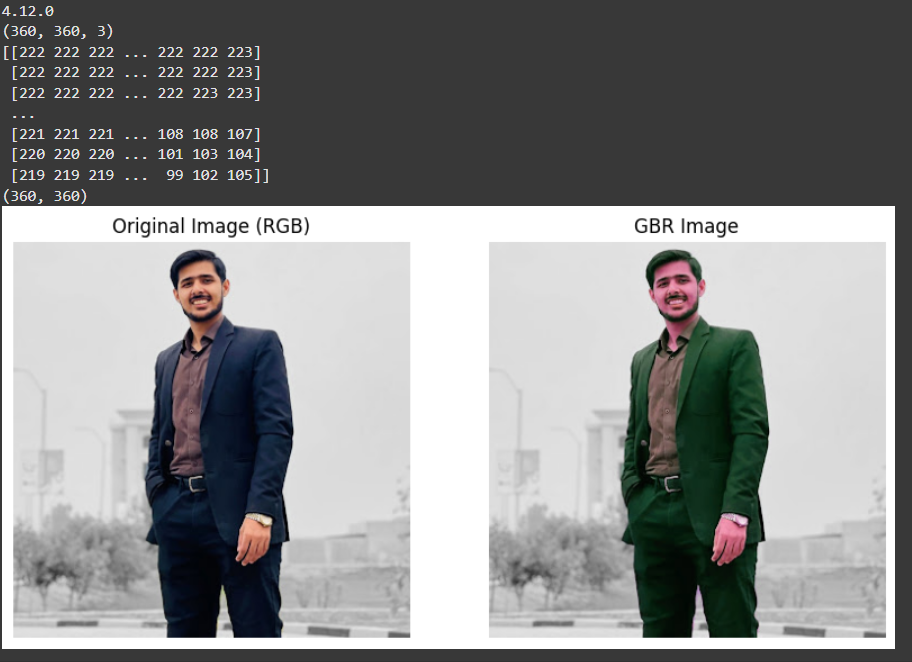 4.12.0
(360, 360, 3)
[[222 222 222 ... 222 222 223]
[222 222 222 ... 222 222 223]
[222 222 222 ... 222 223 223]
...
[221 221 221 ... 108 108 107]
[220 220 220 ... 101 103 104]
[219 219 219 ... 99 102 105]]
(360, 360)
Original Image (RGB)
GBR Image